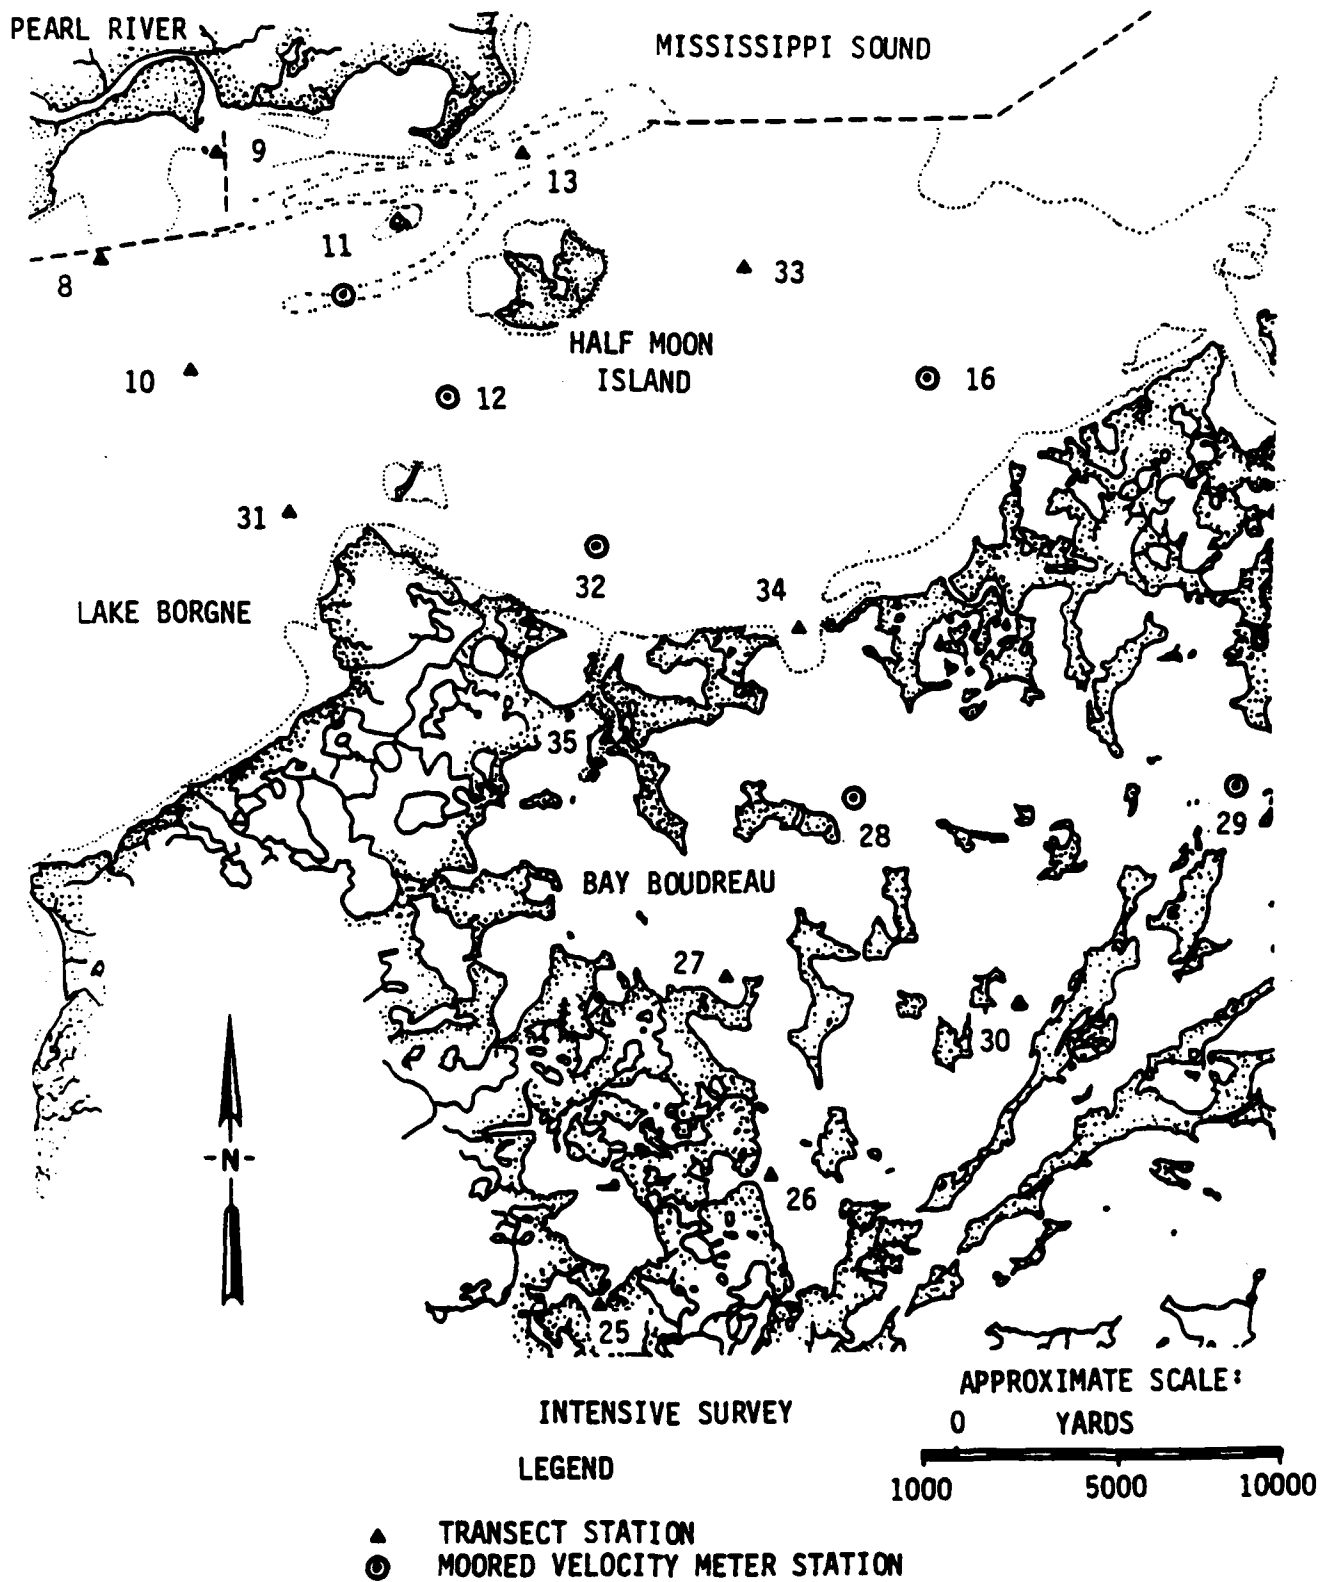 PEARL RIVER
MISSISSIPPI SOUND
9
13
11
8
33
HALF MOON
ISLAND
10
12
16
31
32
34
LAKE BORGNE
35
28
29
BAY BOUDREAU
27
30
N
26
25
APPROXIMATE SCALE:
0 YARDS
INTENSIVE SURVEY
LEGEND
1000 5000 10000
TRANSECT STATION
MOORED VELOCITY METER STATION